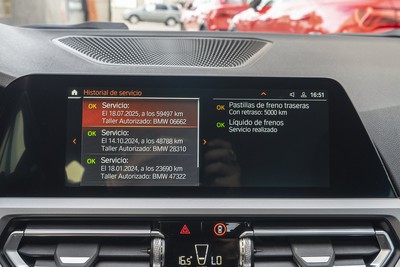 Historial de servicio
16:51
OK Servicio:
El 18.07.2025, a los 59497 km
Taller Autorizado: BMW 06662
OK Servicio:
El 14.10.2024, a los 48788 km
Taller Autorizado: BMW 28310
OK Servicio:
El 18.01.2024, a los 23690 km
Taller Autorizado: BMW 47322
OK Pastillas de freno traseras
Con retraso: 5000 km
OK Líquido de frenos
Servicio realizado
16.5
LO